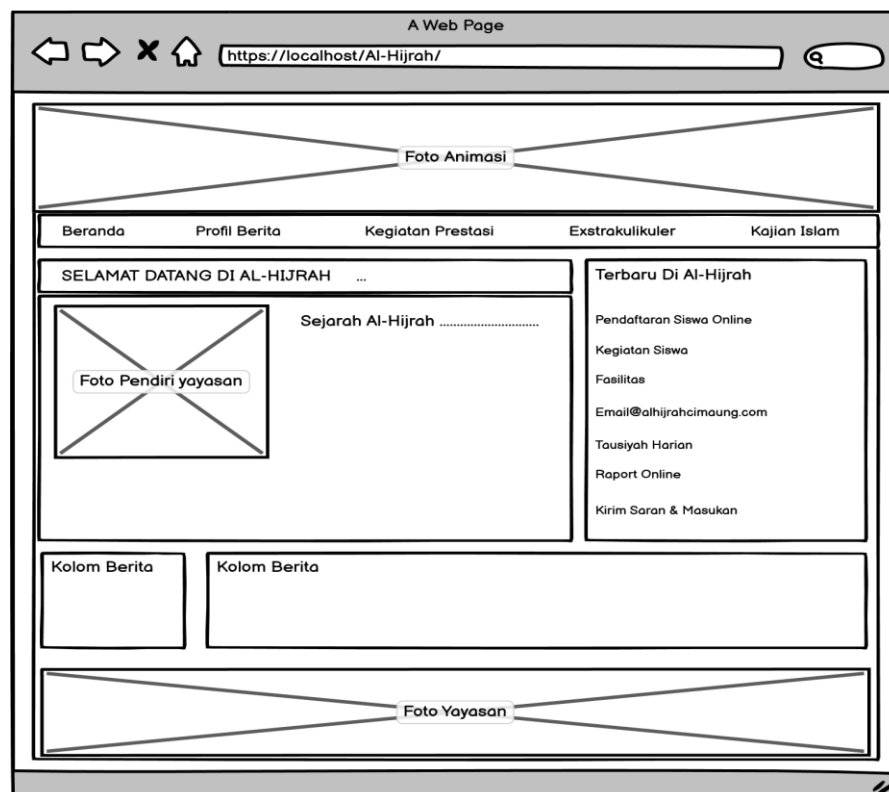 A Web Page
https://localhost/Al-Hijrah/
Foto Animasi
Beranda Profil Berita Kegiatan Prestasi Exstrakulikuler Kajian Islam
SELAMAT DATANG DI AL-HIJRAH ...
Foto Pendiri yayasan
Sejarah Al-Hijrah .............................
Terbaru Di Al-Hijrah
Pendaftaran Siswa Online
Kegiatan Siswa
Fasilitas
Email@alhijrahcimaung.com
Tausiyah Harian
Raport Online
Kirim Saran & Masukan
Kolom Berita
Kolom Berita
Foto Yayasan